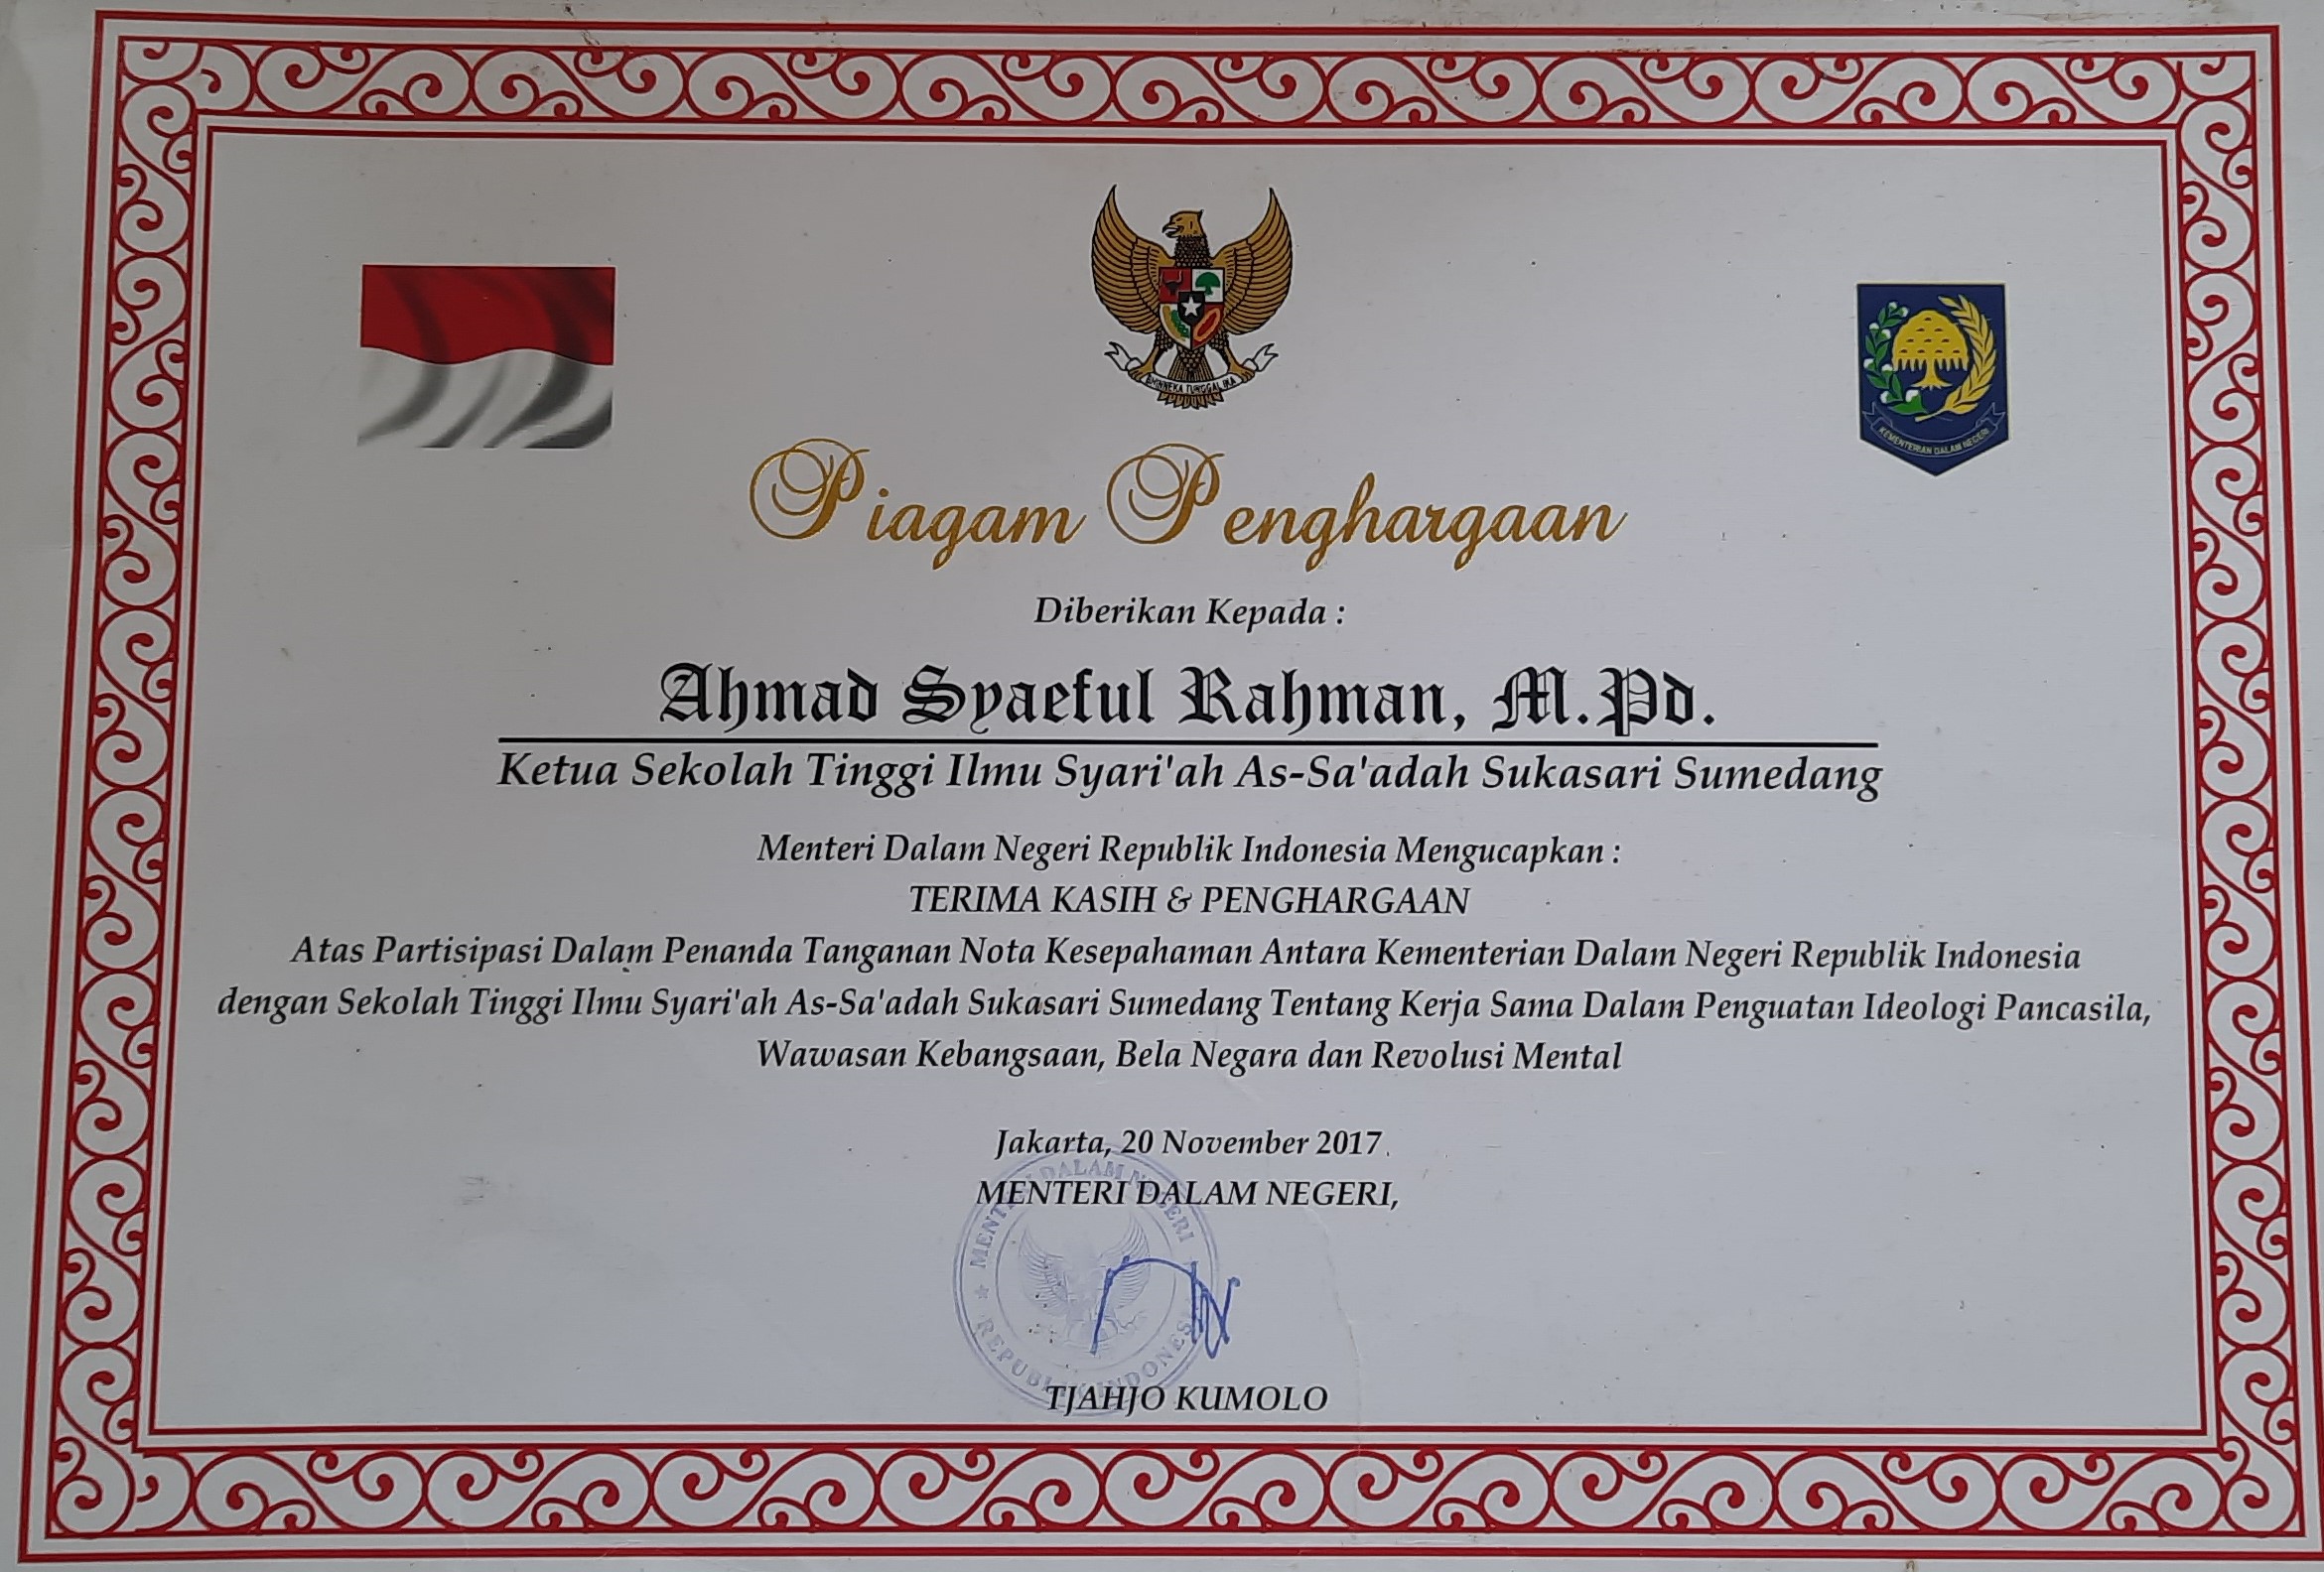 BHINNEKA TUNGGAL IKA
KEMENTERIAN DALAM NEGERI
Piagam Penghargaan
Diberikan Kepada :
Ahmad Syaeful Rahman, M.Pd.
Ketua Sekolah Tinggi Ilmu Syari'ah As-Sa'adah Sukasari Sumedang
Menteri Dalam Negeri Republik Indonesia Mengucapkan :
TERIMA KASIH & PENGHARGAAN
Atas Partisipasi Dalam Penanda Tanganan Nota Kesepahaman Antara Kementerian Dalam Negeri Republik Indonesia
dengan Sekolah Tinggi Ilmu Syari'ah As-Sa'adah Sukasari Sumedang Tentang Kerja Sama Dalam Penguatan Ideologi Pancasila,
Wawasan Kebangsaan, Bela Negara dan Revolusi Mental
Jakarta, 20 November 2017
MENTERI DALAM NEGERI,
MENTERI DALAM NEGERI
REPUBLIK INDONESIA
TJAHJO KUMOLO